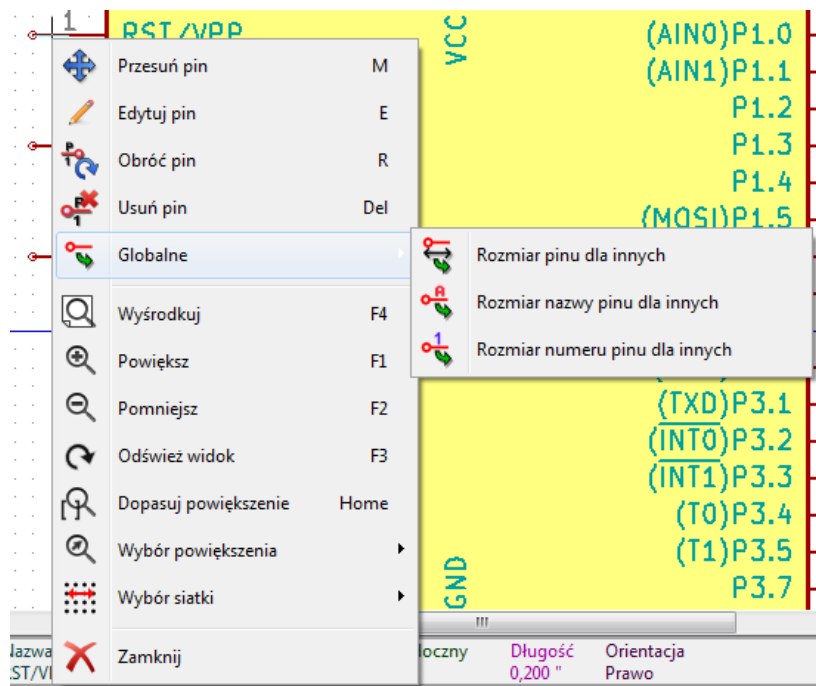 1
RST/VPP
VCC
(AIN0)P1.0
(AIN1)P1.1
P1.2
P1.3
P1.4
(MOSI)P1.5
Przesuń pin M
Edytuj pin E
Obróć pin R
Usuń pin Del
Globalne
Rozmiar pinu dla innych
Rozmiar nazwy pinu dla innych
Rozmiar numeru pinu dla innych
Wyśrodkuj F4
Powiększ F1
Pomniejsz F2
Odśwież widok F3
Dopasuj powiększenie Home
Wybór powiększenia
Wybór siatki
Zamknij
(TXD)P3.1
(INT0)P3.2
(INT1)P3.3
(T0)P3.4
(T1)P3.5
P3.7
GND
Długość
0,200 "
Orientacja
Prawo